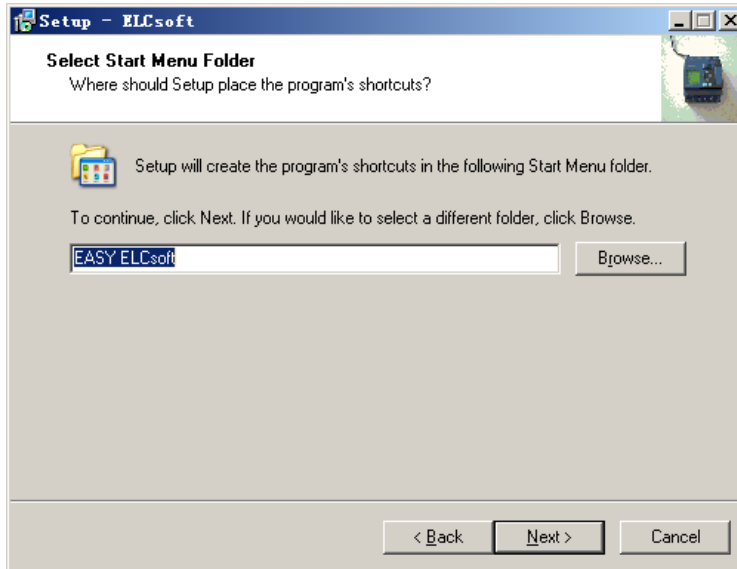 Setup - ELCsoft
Select Start Menu Folder
Where should Setup place the program's shortcuts?
Setup will create the program's shortcuts in the following Start Menu folder.
To continue, click Next. If you would like to select a different folder, click Browse.
EASY ELCsoft
Browse...
< Back
Next >
Cancel